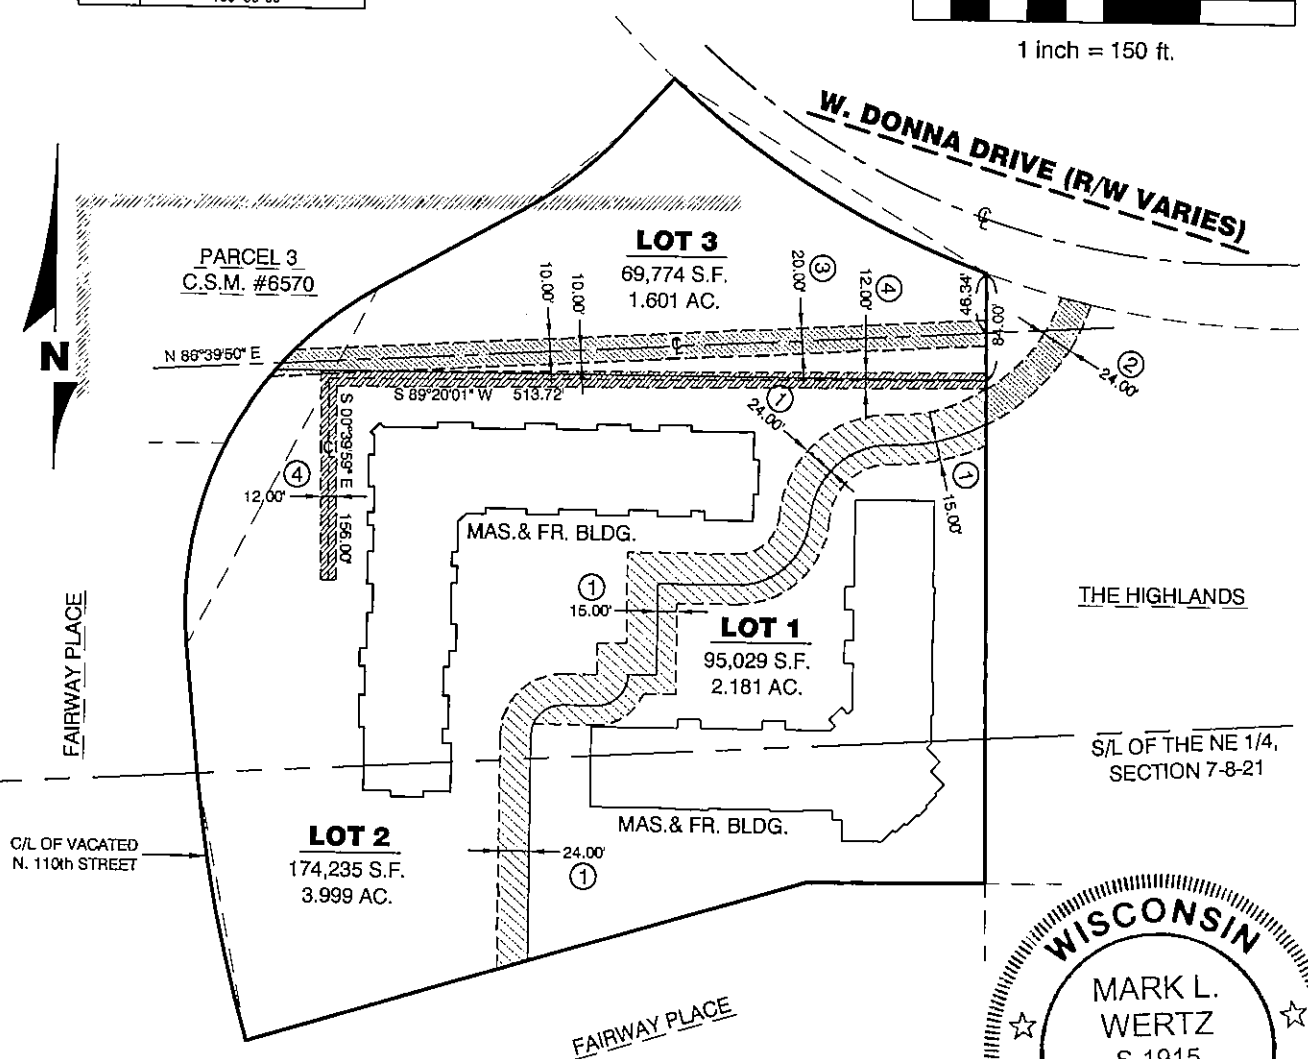 1 inch = 150 ft.
W. DONNA DRIVE (R/W VARIES)
PARCEL 3
C.S.M. #6570
LOT 3
69,774 S.F.
1.601 AC.
10.00'
10.00'
20.00'
3
12.00'
4
46.34'
84.00'
N
N 86°39'50" E
S 89°20'01" W 513.72'
1
24.00'
2
24.00'
S 00°39'59" E 156.00'
4
12.00'
1
15.00'
MAS.& FR. BLDG.
1
15.00'
THE HIGHLANDS
LOT 1
95,029 S.F.
2.181 AC.
FAIRWAY PLACE
S/L OF THE NE 1/4,
SECTION 7-8-21
MAS.& FR. BLDG.
LOT 2
174,235 S.F.
3.999 AC.
C/L OF VACATED
N. 110th STREET
24.00'
1
FAIRWAY PLACE
WISCONSIN
MARK L.
WERTZ
S-1915